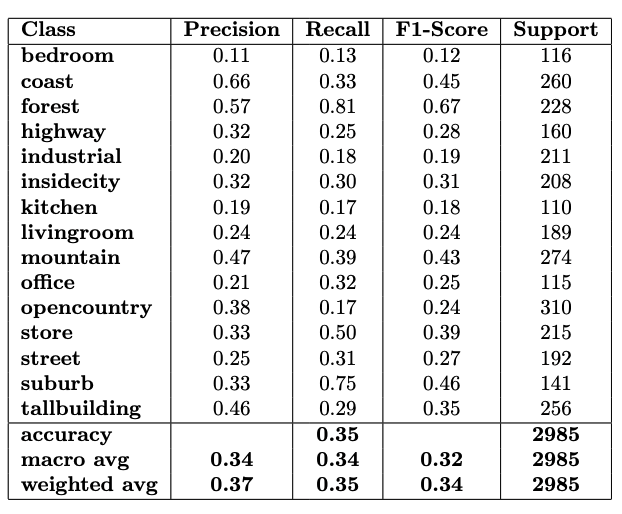 Class Precision Recall F1-Score Support
bedroom 0.11 0.13 0.12 116
coast 0.66 0.33 0.45 260
forest 0.57 0.81 0.67 228
highway 0.32 0.25 0.28 160
industrial 0.20 0.18 0.19 211
insidecity 0.32 0.30 0.31 208
kitchen 0.19 0.17 0.18 110
livingroom 0.24 0.24 0.24 189
mountain 0.47 0.39 0.43 274
office 0.21 0.32 0.25 115
opencountry 0.38 0.17 0.24 310
store 0.33 0.50 0.39 215
street 0.25 0.31 0.27 192
suburb 0.33 0.75 0.46 141
tallbuilding 0.46 0.29 0.35 256
accuracy 0.35 2985
macro avg 0.34 0.34 0.32 2985
weighted avg 0.37 0.35 0.34 2985